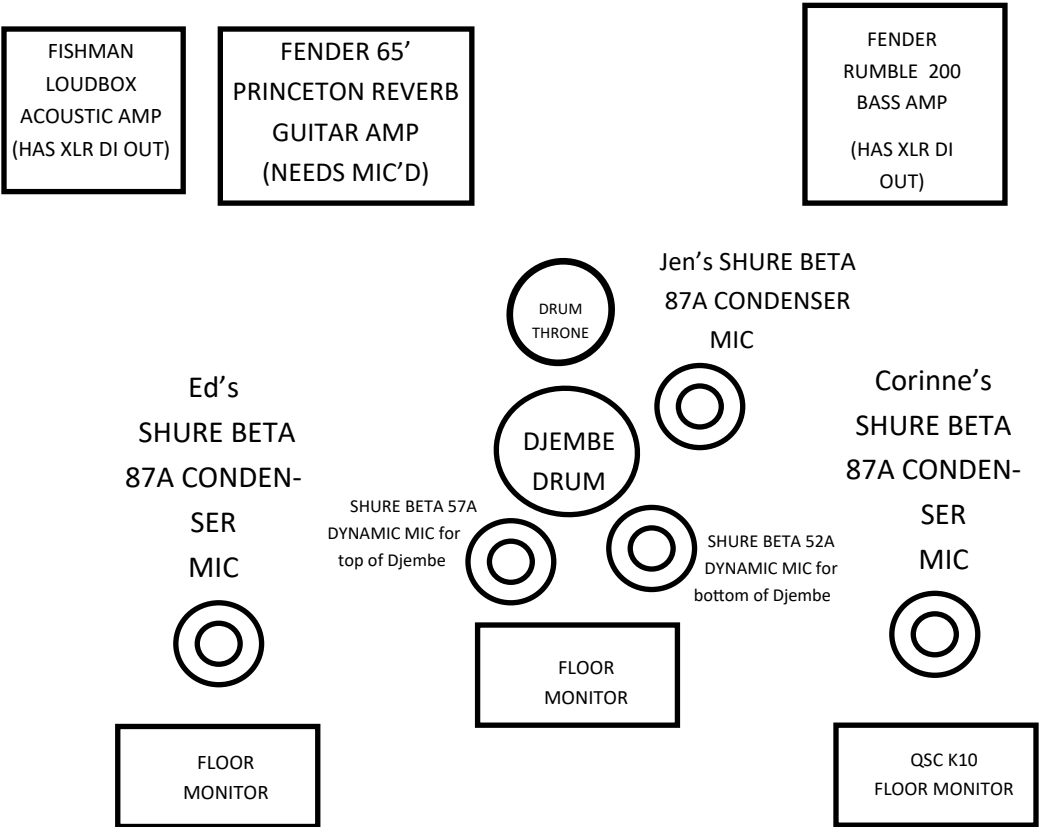 FISHMAN
LOUDBOX
ACOUSTIC AMP
(HAS XLR DI OUT)
FENDER 65’
PRINCETON REVERB
GUITAR AMP
(NEEDS MIC’D)
FENDER
RUMBLE 200
BASS AMP
(HAS XLR DI
OUT)
DRUM
THRONE
Jen’s SHURE BETA
87A CONDENSER
MIC
Ed’s
SHURE BETA
87A CONDEN-
SER
MIC
DJEMBE
DRUM
Corinne’s
SHURE BETA
87A CONDEN-
SER
MIC
SHURE BETA 57A
DYNAMIC MIC for
top of Djembe
SHURE BETA 52A
DYNAMIC MIC for
bottom of Djembe
FLOOR
MONITOR
FLOOR
MONITOR
QSC K10
FLOOR MONITOR